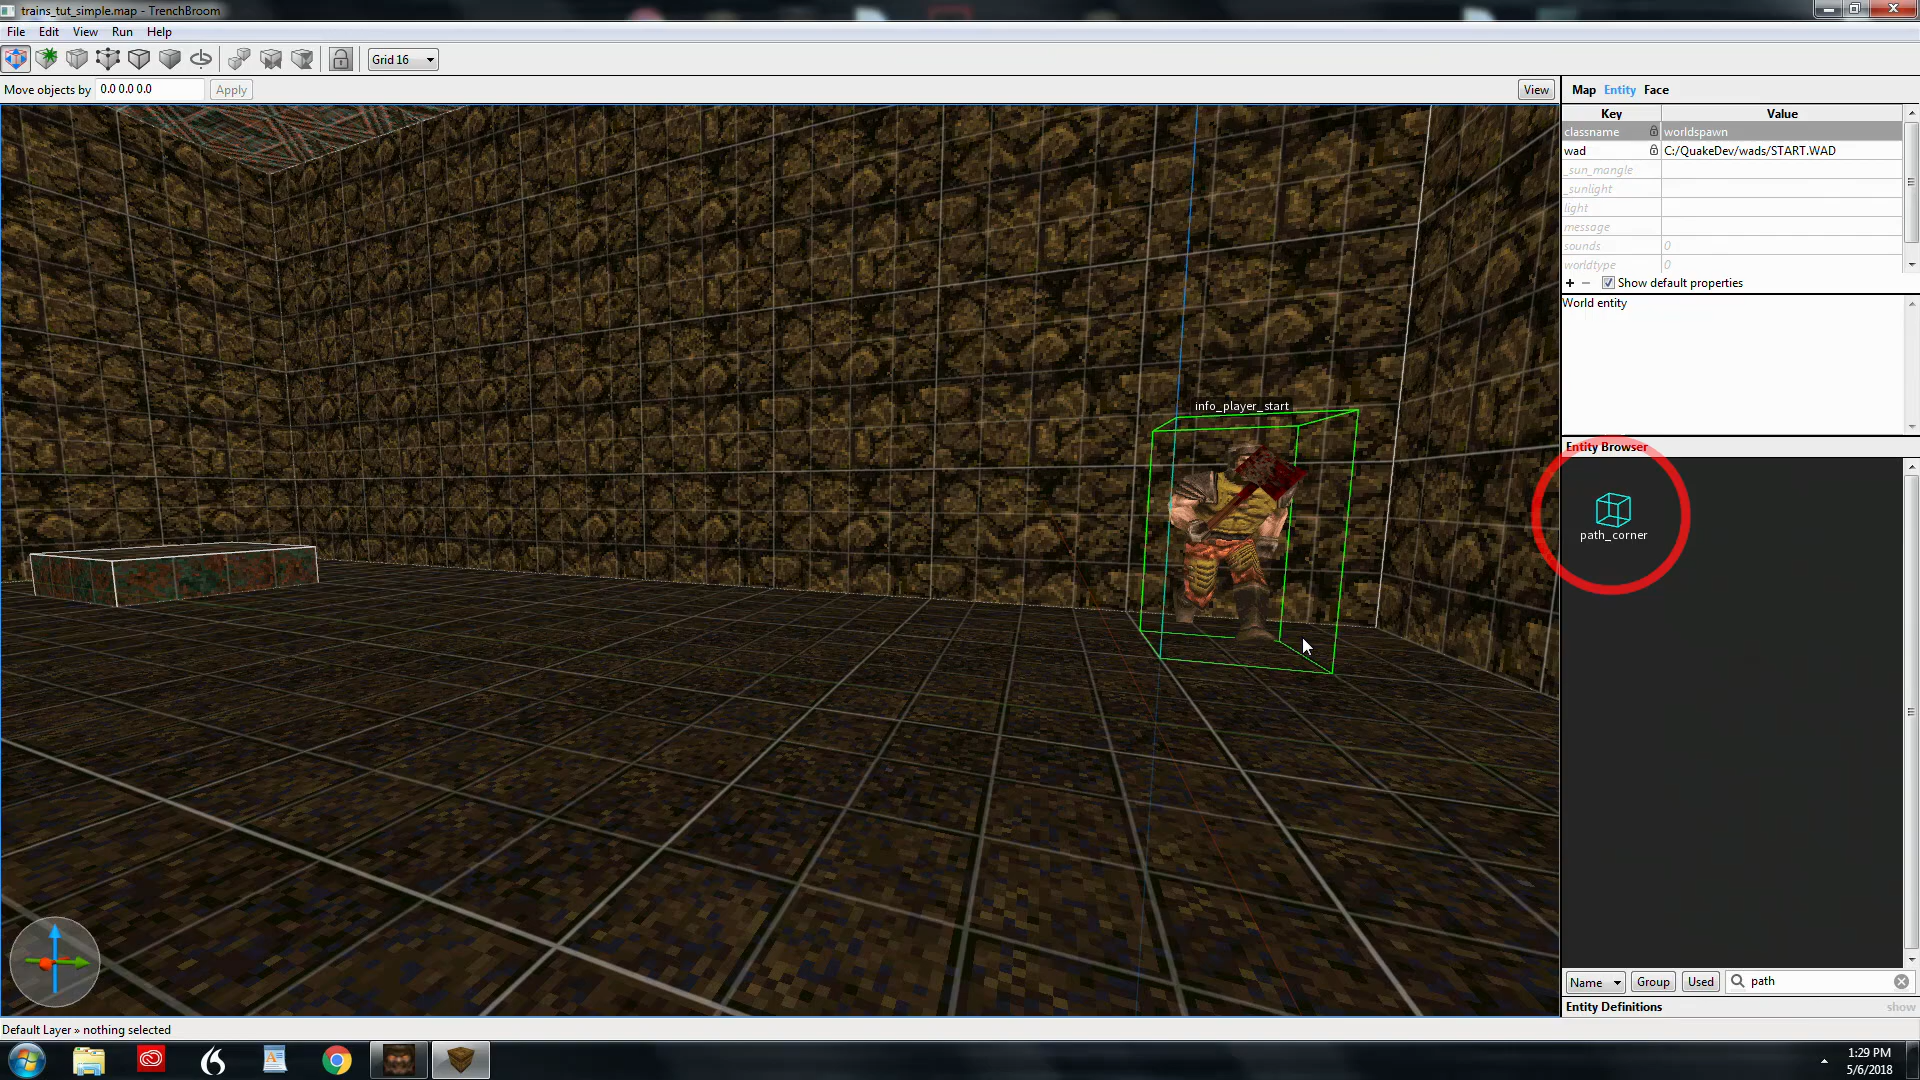 trains_tut_simple.map - TrenchBroom
File Edit View Run Help
Grid 16
Move objects by 0.0 0.0 0.0 Apply
View
Map Entity Face
Key Value
classname worldspawn
wad C:/QuakeDev/wads/START.WAD
_sun_mangle
_sunlight
light
message
sounds 0
worldtype 0
+ − Show default properties
World entity
info_player_start
Entity Browser
path_corner
Name Group Used path
Entity Definitions show
Default Layer » nothing selected
1:29 PM
5/6/2018